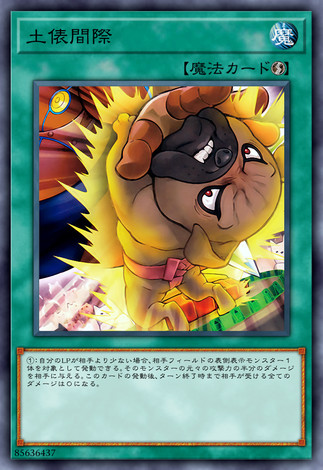 土俵間際
魔
【魔法カード】
①:自分のLPが相手より少ない場合、相手フィールドの表側表示モンスター1
体を対象として発動できる。そのモンスターの元々の攻撃力の半分のダメージ
を相手に与える。このカードの発動後、ターン終了時まで相手が受ける全ての
ダメージは0になる。
85636437